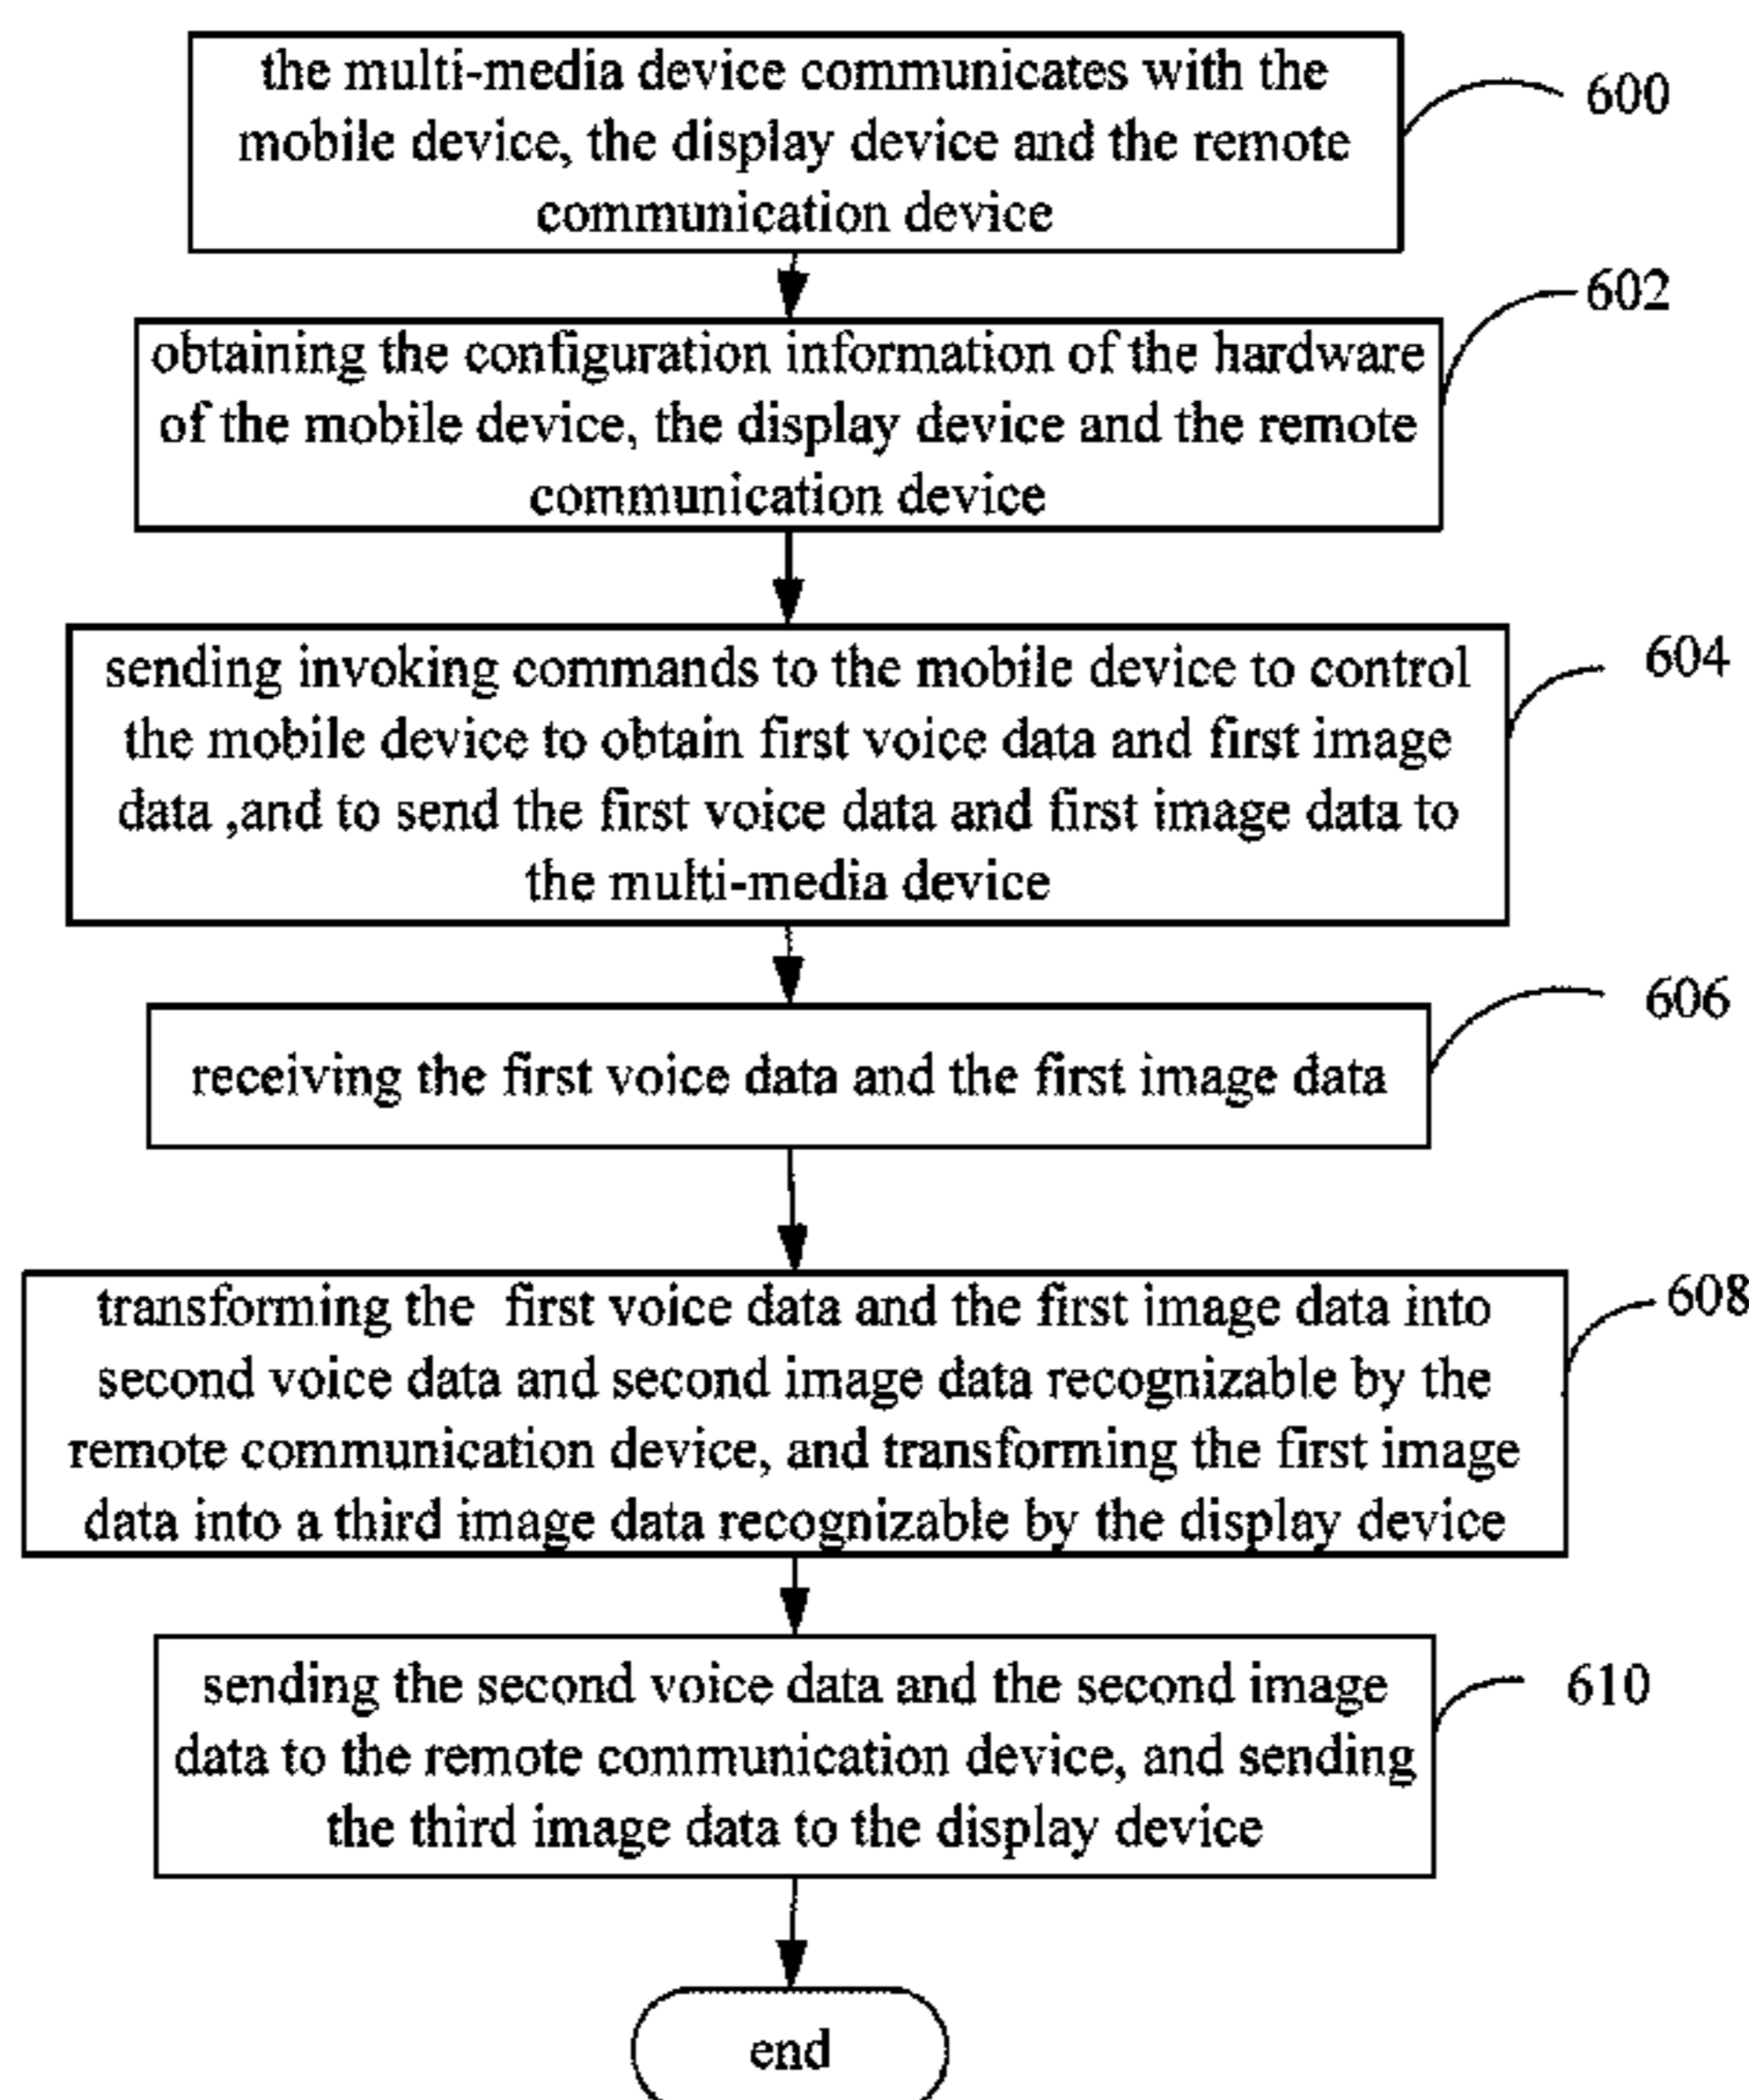 the multi-media device communicates with the
mobile device, the display device and the remote
communication device
600
obtaining the configuration information of the hardware
of the mobile device, the display device and the remote
communication device
602
sending invoking commands to the mobile device to control
the mobile device to obtain first voice data and first image
data ,and to send the first voice data and first image data to
the multi-media device
604
receiving the first voice data and the first image data
606
transforming the first voice data and the first image data into
second voice data and second image data recognizable by the
remote communication device, and transforming the first image
data into a third image data recognizable by the display device
608
sending the second voice data and the second image
data to the remote communication device, and sending
the third image data to the display device
610
end